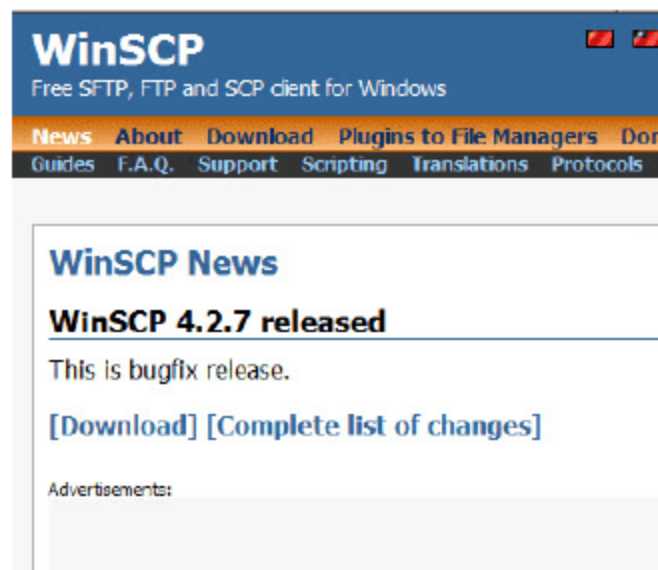 WinSCP
Free SFTP, FTP and SCP client for Windows
News About Download Plugins to File Managers
Guides F.A.Q. Support Scripting Translations Protocols
WinSCP News
WinSCP 4.2.7 released
This is bugfix release.
[Download] [Complete list of changes]
Advertisements: